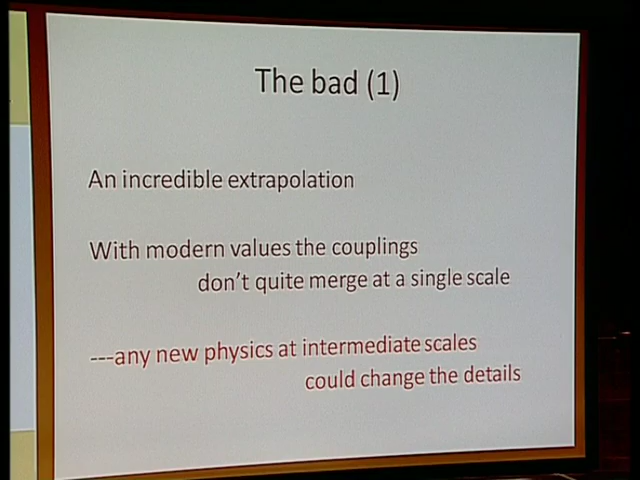 The bad (1)
An incredible extrapolation
With modern values the couplings
don't quite merge at a single scale
---any new physics at intermediate scales
could change the details